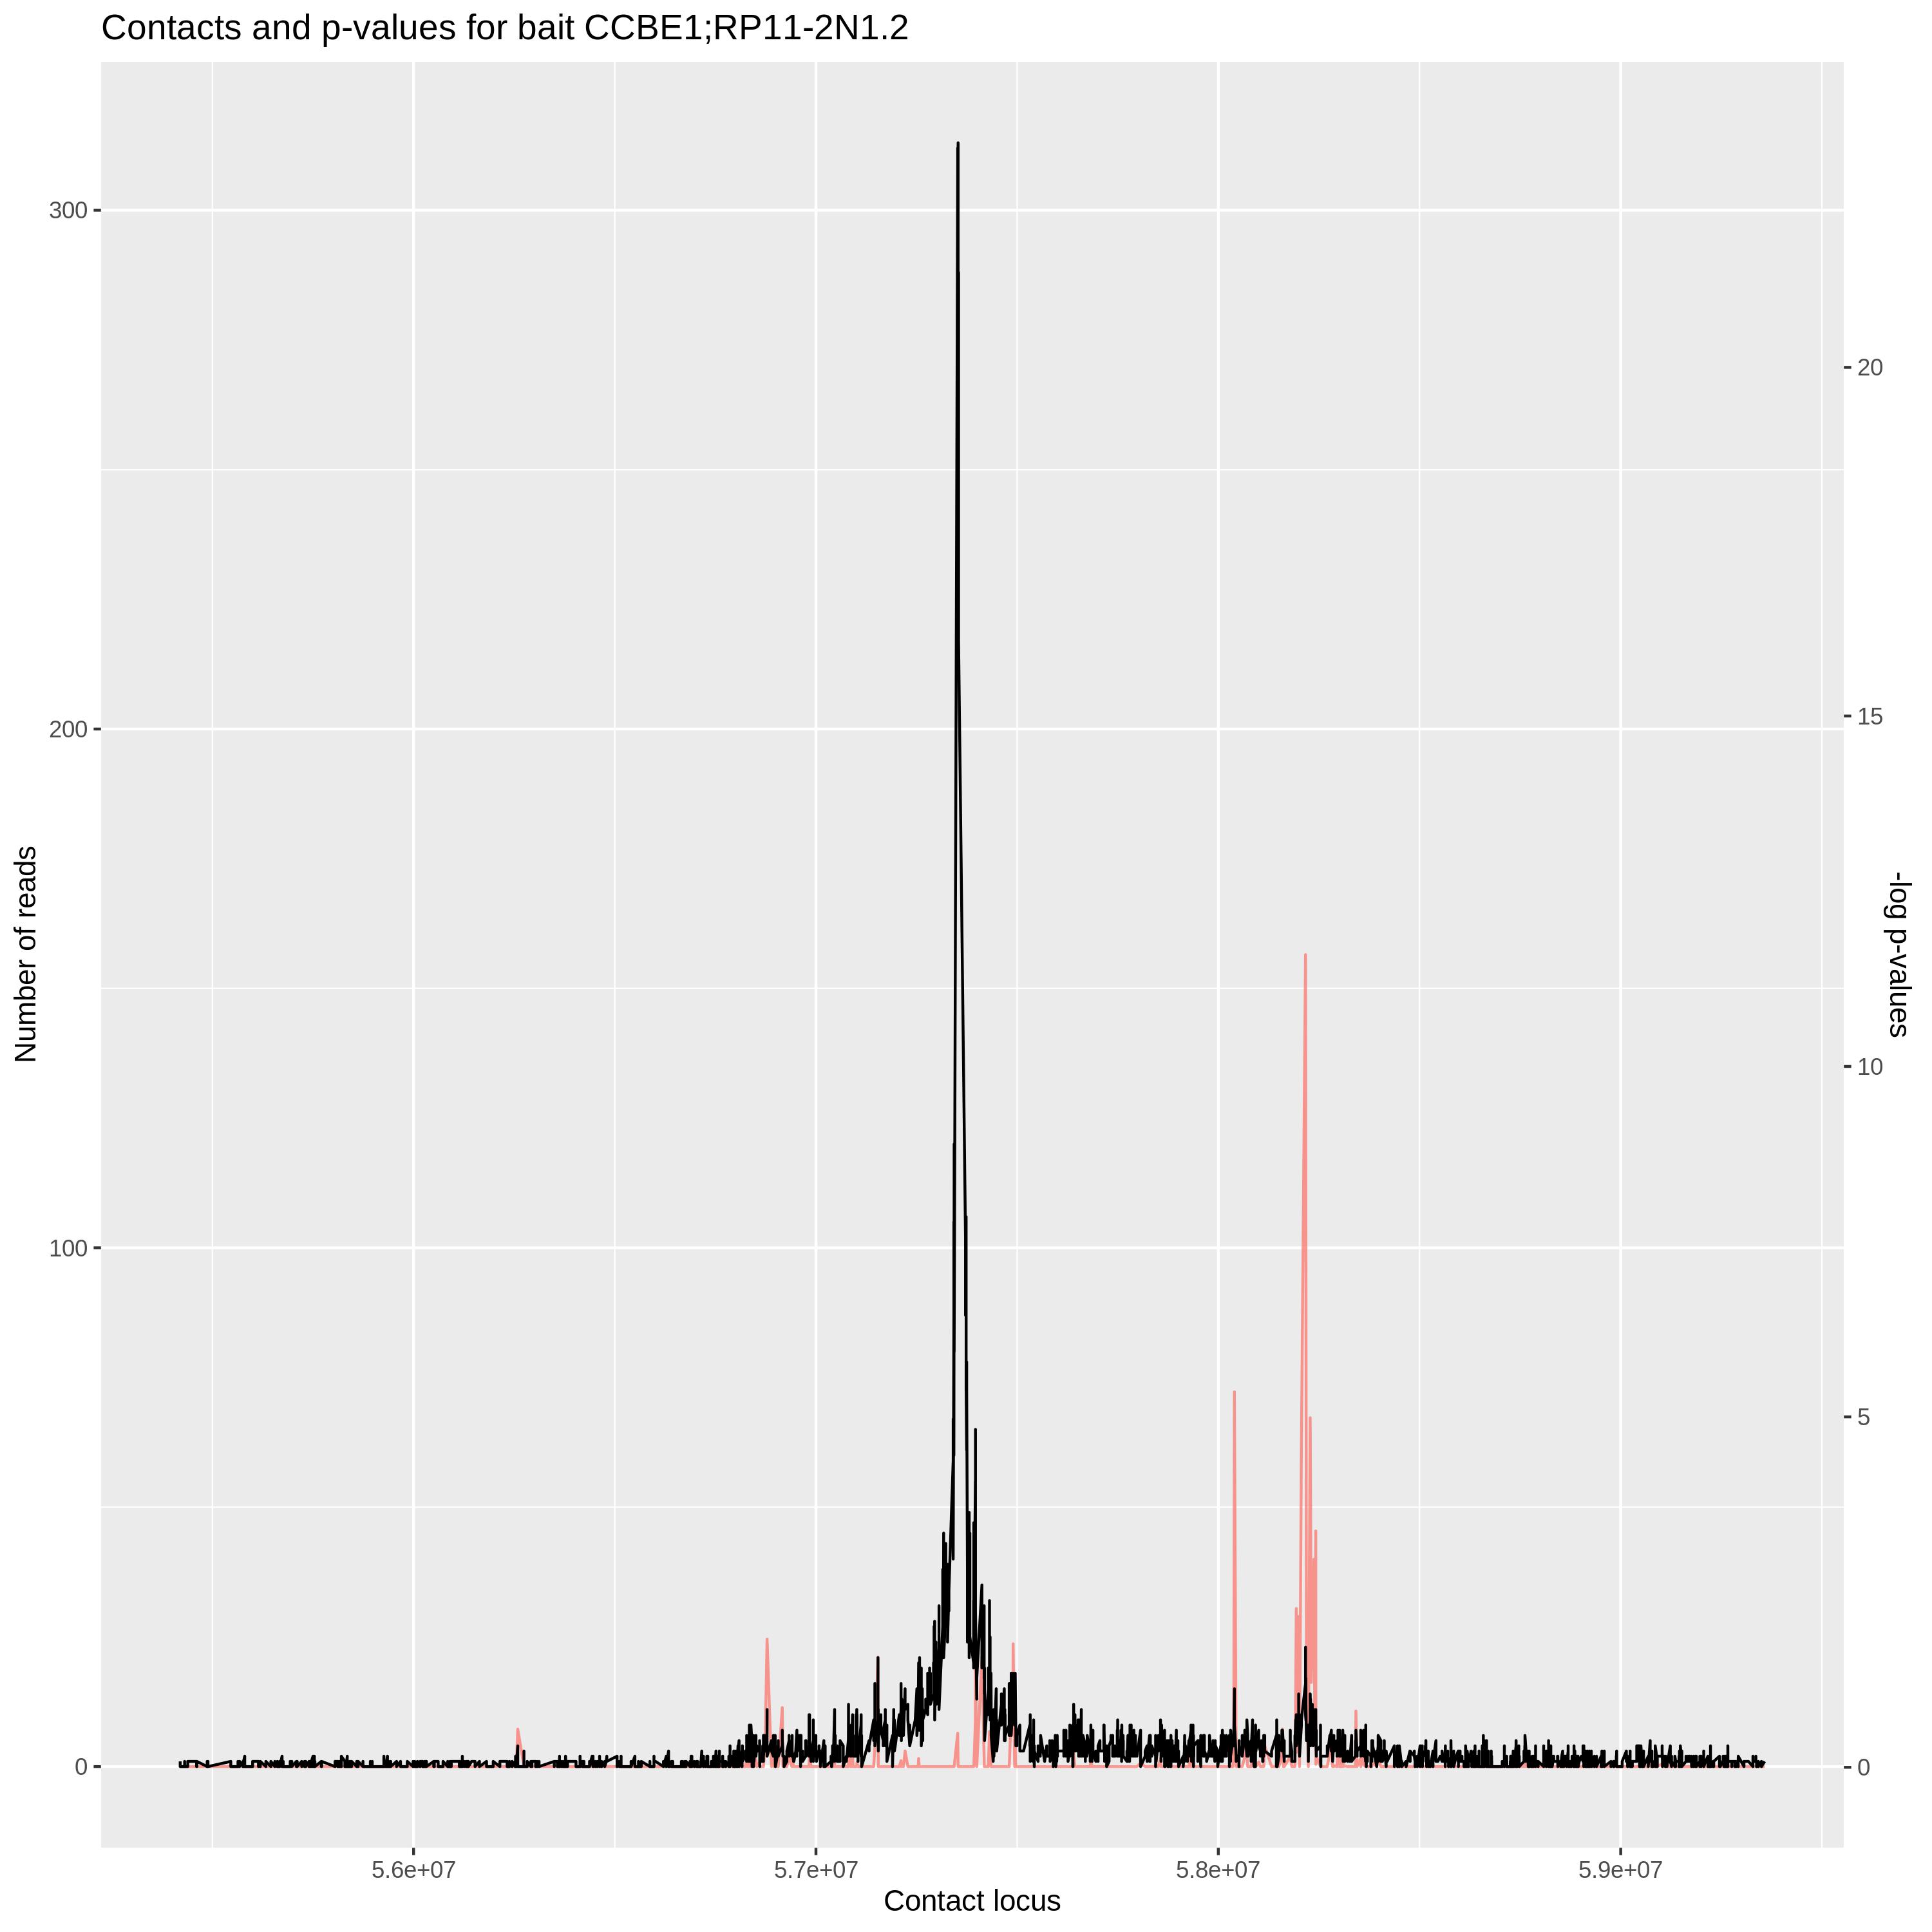 Contacts and p-values for bait CCBE1;RP11-2N1.2
300
200
100
0
Number of reads
20
15
10
5
0
-log p-values
5.6e+07 5.7e+07 5.8e+07 5.9e+07
Contact locus